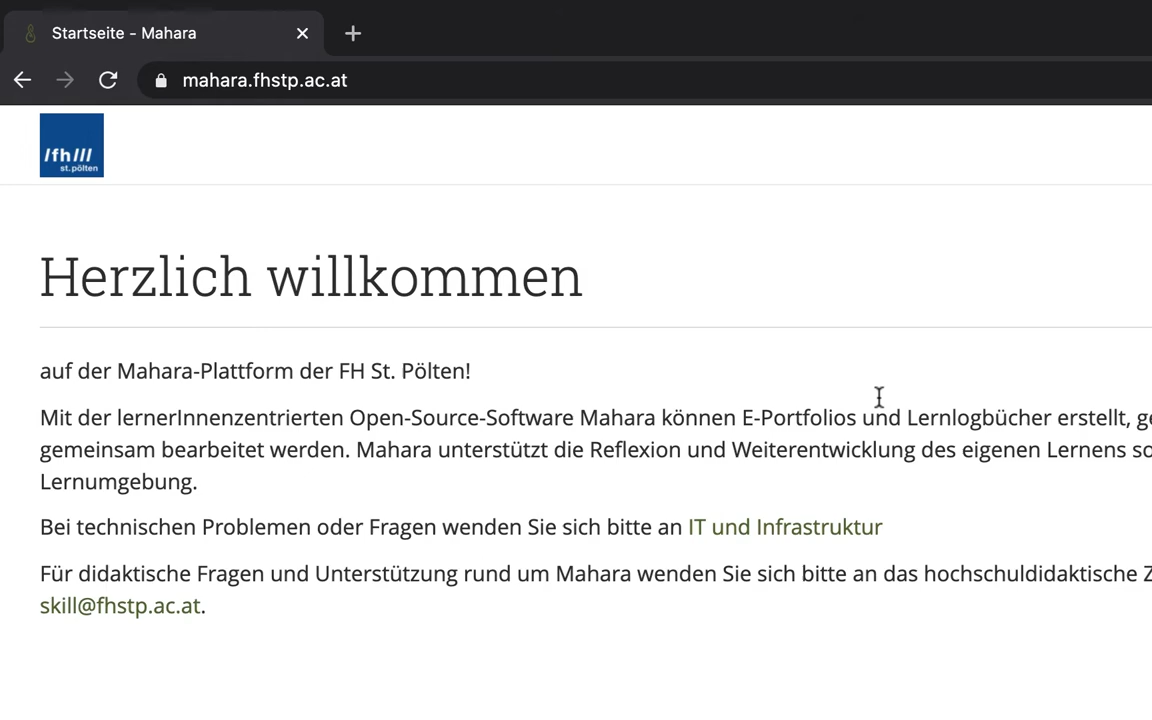 Startseite - Mahara
mahara.fhstp.ac.at
/fh///
st.pölten
Herzlich willkommen
auf der Mahara-Plattform der FH St. Pölten!
Mit der lernerInnenzentrierten Open-Source-Software Mahara können E-Portfolios und Lernlogbücher erstellt,
gemeinsam bearbeitet werden. Mahara unterstützt die Reflexion und Weiterentwicklung des eigenen Lernens
Lernumgebung.
Bei technischen Problemen oder Fragen wenden Sie sich bitte an IT und Infrastruktur
Für didaktische Fragen und Unterstützung rund um Mahara wenden Sie sich bitte an das hochschuldidaktische
skill@fhstp.ac.at.